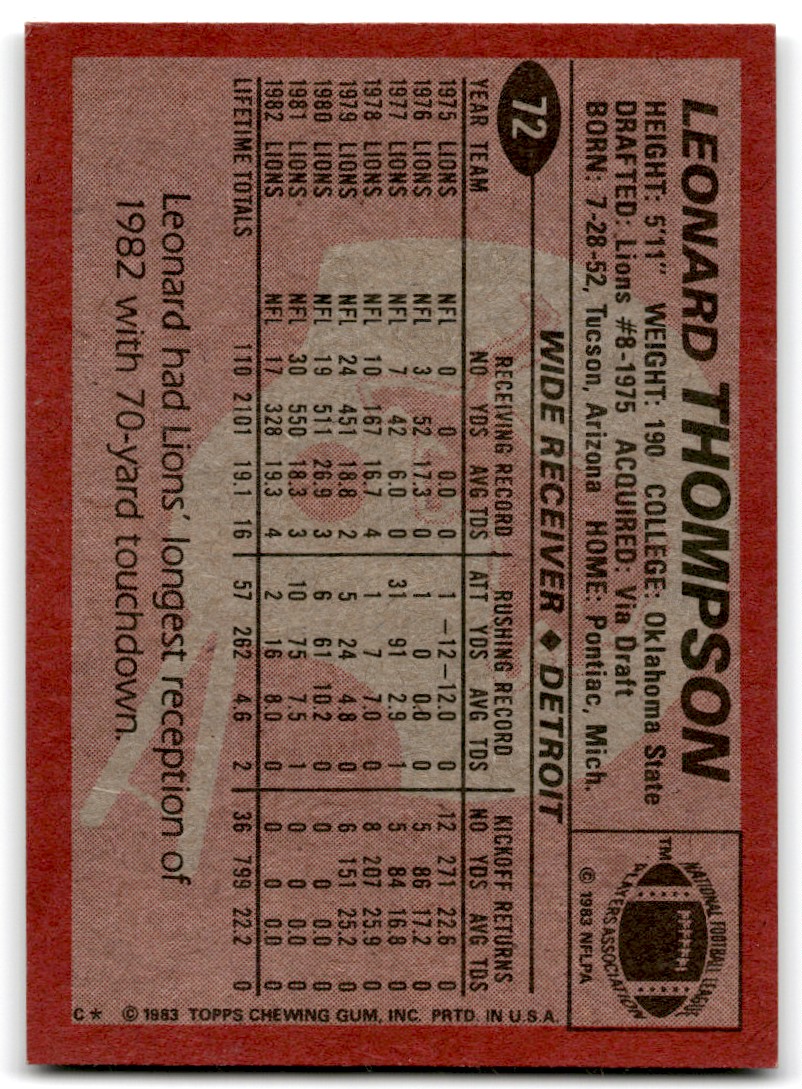 LEONARD THOMPSON
HEIGHT: 5'11" WEIGHT: 190 COLLEGE: Oklahoma State
DRAFTED: Lions #8-1975 ACQUIRED: Via Draft
BORN: 7-28-52, Tucson, Arizona HOME: Pontiac, Mich.
NATIONAL FOOTBALL LEAGUE
PLAYERS ASSOCIATION
TM
© 1983 NFLPA
72
WIDE RECEIVER ◆ DETROIT
RECEIVING RECORD RUSHING RECORD KICKOFF RETURNS
YEAR TEAM NO YDS AVG TDS ATT YDS AVG TDS NO YDS AVG TDS
1975 LIONS NFL 0 0 0.0 0 1 -12 -12.0 0 12 271 22.6 0
1976 LIONS NFL 3 52 17.3 0 1 0 0.0 0 5 86 17.2 0
1977 LIONS NFL 7 42 6.0 0 31 91 2.9 1 5 84 16.8 0
1978 LIONS NFL 10 167 16.7 4 1 7 7.0 0 8 207 25.9 0
1979 LIONS NFL 24 451 18.8 2 5 24 4.8 0 6 151 25.2 0
1980 LIONS NFL 19 511 26.9 3 6 61 10.2 0 0 0 0.0 0
1981 LIONS NFL 30 550 18.3 3 10 75 7.5 1 0 0 0.0 0
1982 LIONS NFL 17 328 19.3 4 2 16 8.0 0 0 0 0.0 0
LIFETIME TOTALS 110 2101 19.1 16 57 262 4.6 2 36 799 22.2 0
Leonard had Lions' longest reception of
1982 with 70-yard touchdown.
C* © 1983 TOPPS CHEWING GUM, INC. PRTD. IN U.S.A.